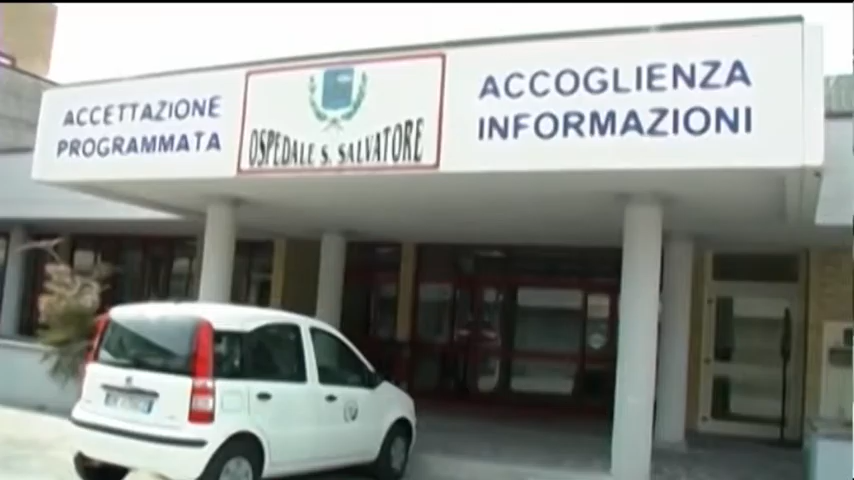 ACCETTAZIONE
PROGRAMMATA
OSPEDALE S. SALVATORE
ACCOGLIENZA
INFORMAZIONI